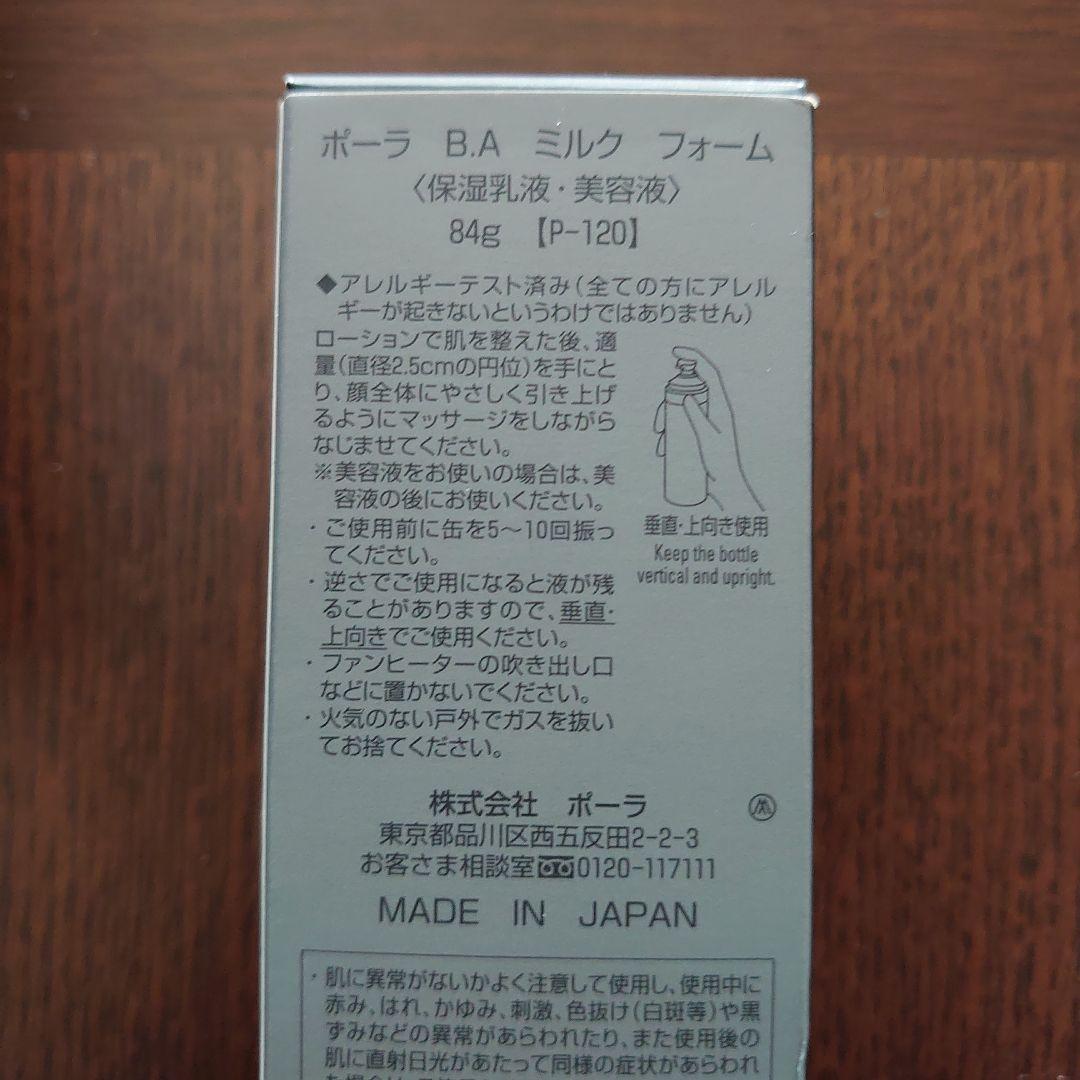 ポーラ B.A ミルク フォーム
〈保湿乳液・美容液〉
84g 【P-120】
◆アレルギーテスト済み(全ての方にアレル
ギーが起きないというわけではありません)
ローションで肌を整えた後、適
量(直径2.5cmの円位)を手にと
り、顔全体にやさしく引き上げ
るようにマッサージをしながら
なじませてください。
※美容液をお使いの場合は、美
容液の後にお使いください。
・ご使用前に缶を5〜10回振っ
てください。
・逆さでご使用になると液が残
ることがありますので、垂直・
上向きでご使用ください。
・ファンヒーターの吹き出し口
などに置かないでください。
・火気のない戸外でガスを抜い
てお捨てください。
垂直・上向き使用
Keep the bottle
vertical and upright.
株式会社 ポーラ
東京都品川区西五反田2-2-3
お客さま相談室0120-117111
MADE IN JAPAN
・肌に異常がないかよく注意して使用し、使用中に
赤み、はれ、かゆみ、刺激、色抜け(白斑等)や黒
ずみなどの異常があらわれたり、また使用後の
肌に直射日光があたって同様の症状があらわれ